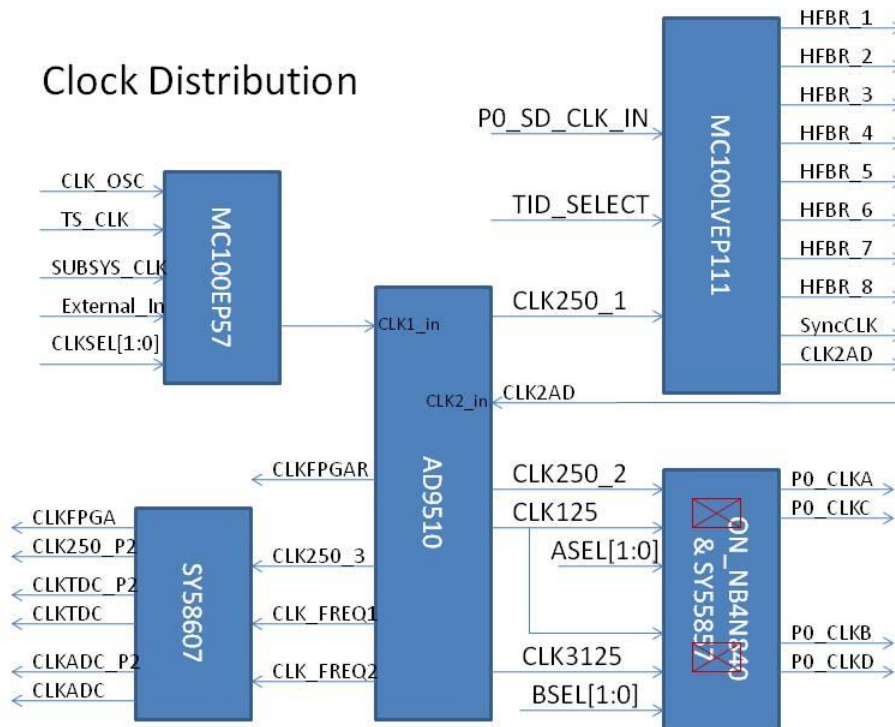 Clock Distribution
CLK_OSC
TS_CLK
SUBSYS_CLK
External_In
CLKSEL[1:0]
MC100EP57
P0_SD_CLK_IN
TID_SELECT
CLK250_1
MC100LVEP111
HFBR_1
HFBR_2
HFBR_3
HFBR_4
HFBR_5
HFBR_6
HFBR_7
HFBR_8
SyncCLK
CLK2AD
CLK1_in
CLK2_in
CLK2AD
AD9510
CLKFPGAR
CLK250_3
CLK_FREQ1
CLK_FREQ2
SY58607
CLKFPGA
CLK250_P2
CLKTDC_P2
CLKTDC
CLKADC_P2
CLKADC
CLK250_2
CLK125
ASEL[1:0]
CLK3125
BSEL[1:0]
ON_NB4N840
& SY55857
P0_CLKA
P0_CLKC
P0_CLKB
P0_CLKD